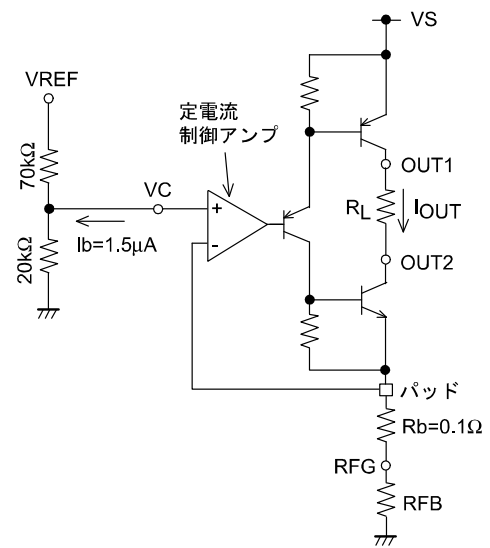 VS
VREF
定電流
制御アンプ
70kΩ
VC
OUT1
+
RL
IOUT
Ib=1.5μA
20kΩ
-
OUT2
パッド
Rb=0.1Ω
RFG
RFB